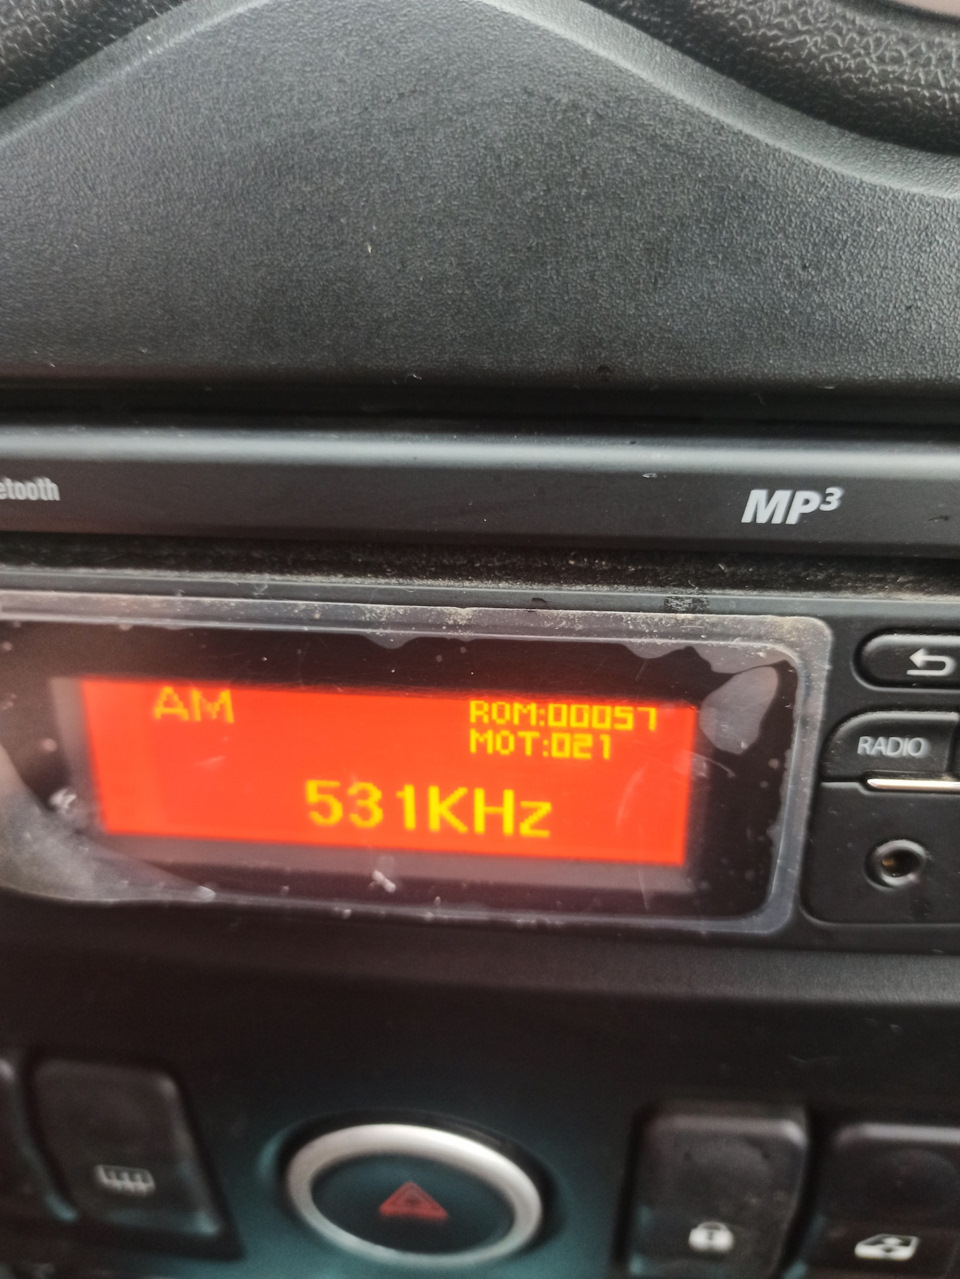 etooth
MP3
AM
ROM:00057
MOT:021
531KHz
RADIO